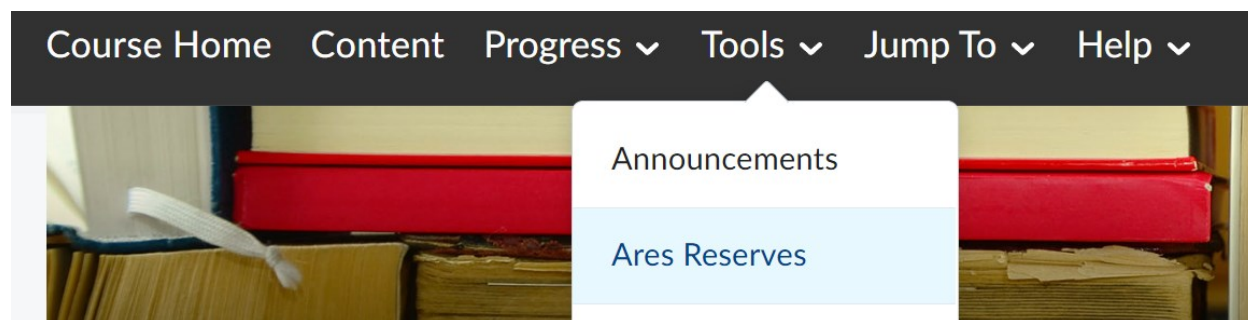 Course Home Content Progress Tools Jump To Help
Announcements
Ares Reserves